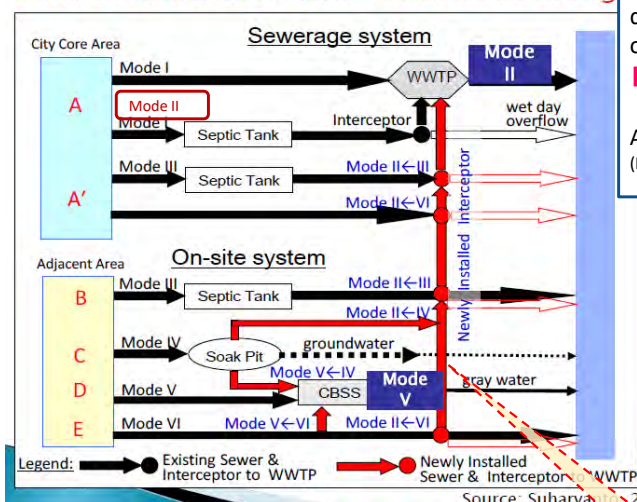 Sewerage system
City Core Area
Mode I
WWTP
Mode
II
A
Mode II
Interceptor
wet day
overflow
Septic Tank
Mode III
Septic Tank
Mode II←III
A'
Mode II←VI
Newly Installed Interceptor
On-site system
Adjacent Area
Mode III
B
Septic Tank
Mode II←III
Mode II←IV
Mode IV
C
Soak Pit
groundwater
Mode V←IV
D
Mode V
CBSS
Mode
V
gray water
E
Mode VI
Mode V←VI
Mode II←VI
Legend:
Existing Sewer &
Interceptor to WWTP
Newly Installed
Sewer & Interceptor to WWTP